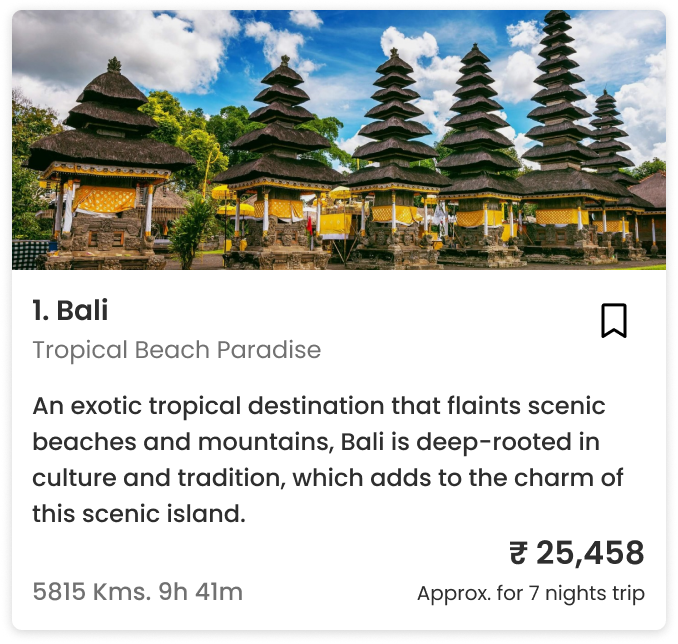 1. Bali
Tropical Beach Paradise
An exotic tropical destination that flaints scenic
beaches and mountains, Bali is deep-rooted in
culture and tradition, which adds to the charm of
this scenic island.
₹ 25,458
5815 Kms. 9h 41m
Approx. for 7 nights trip